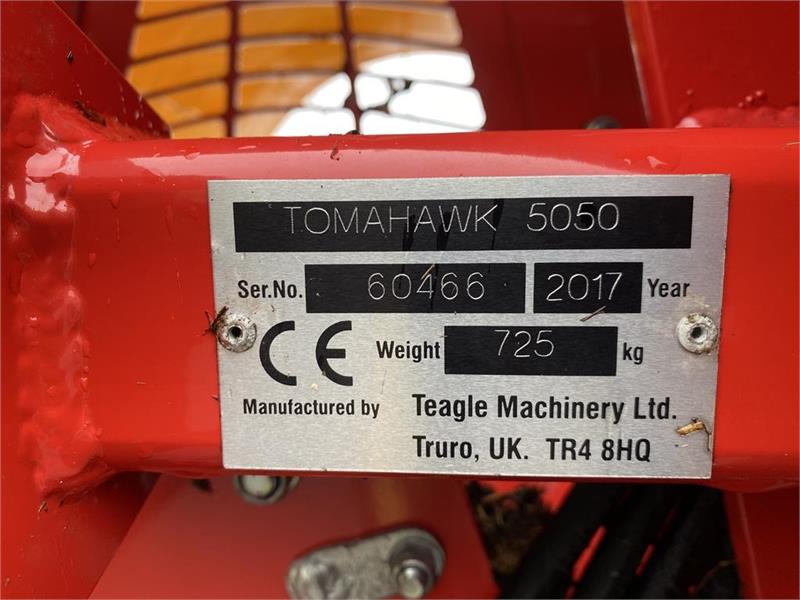 TOMAHAWK 5050
Ser.No. 60466 2017 Year
CE Weight 725 kg
Manufactured by Teagle Machinery Ltd.
Truro, UK. TR4 8HQ